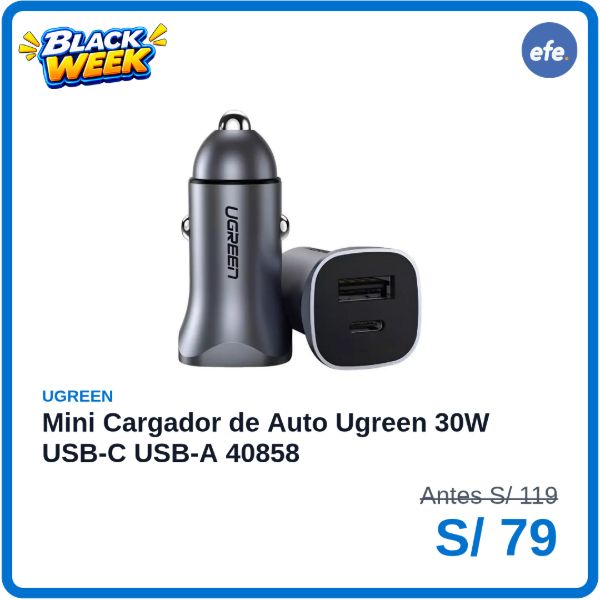 BLACK
WEEK
efe.
UGREEN
UGREEN
Mini Cargador de Auto Ugreen 30W
USB-C USB-A 40858
Antes S/ 119
S/ 79